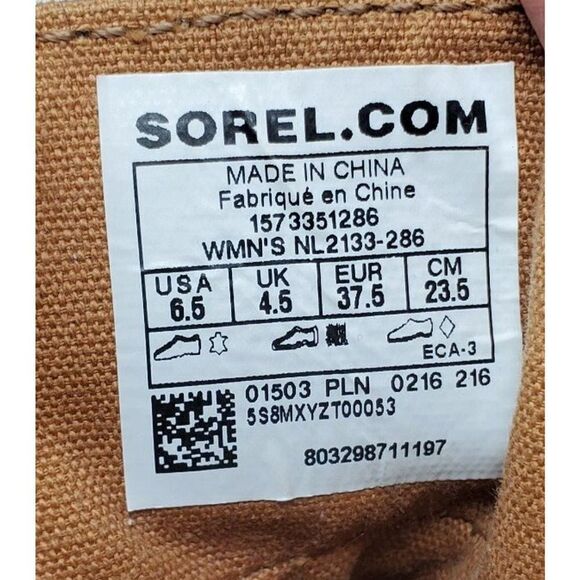 SOREL.COM
MADE IN CHINA
Fabriqué en Chine
1573351286
WMN'S NL2133-286
USA UK EUR CM
6.5 4.5 37.5 23.5
ECA-3
01503 PLN 0216 216
5S8MXYZT00053
803298711197